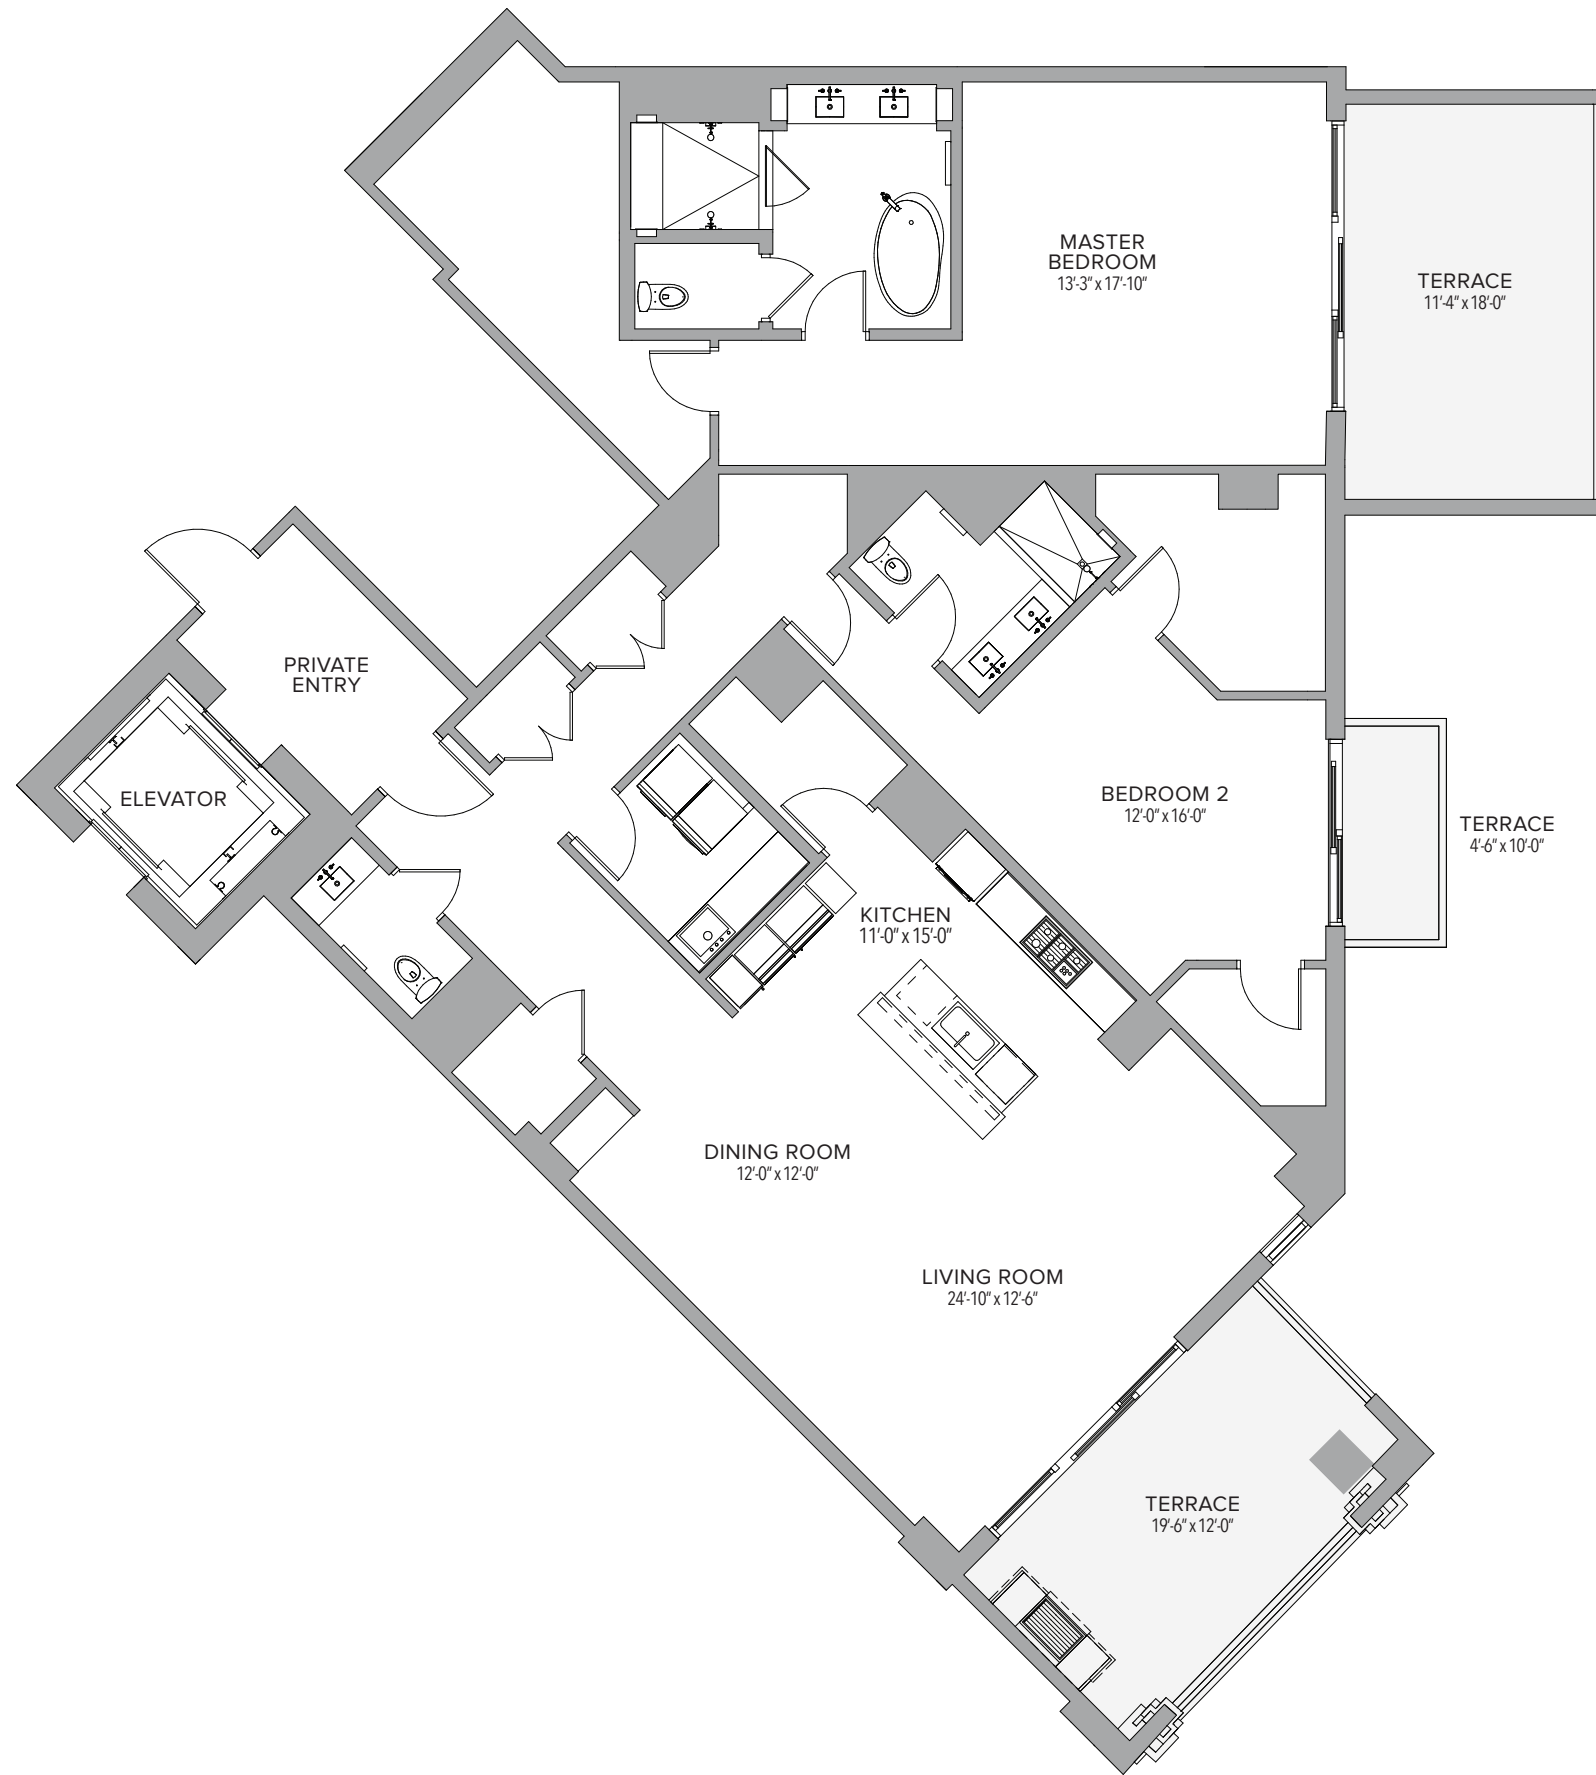 MASTER
BEDROOM
13'-3" x 17'-10"
TERRACE
11'-4" x 18'-0"
PRIVATE
ENTRY
ELEVATOR
BEDROOM 2
12'-0" x 16'-0"
TERRACE
4'-6" x 10'-0"
KITCHEN
11'-0" x 15'-0"
DINING ROOM
12'-0" x 12'-0"
LIVING ROOM
24'-10" x 12'-6"
TERRACE
19'-6" x 12'-0"